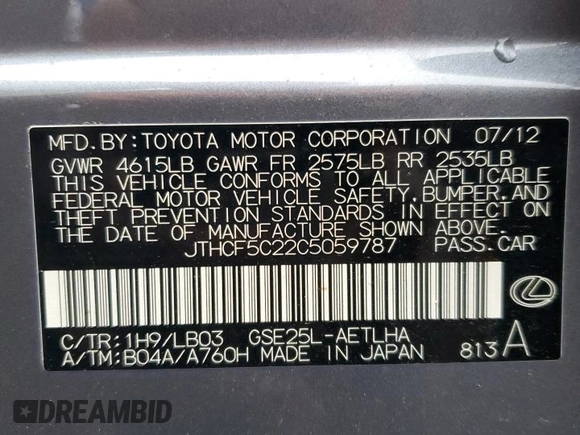 MFD.BY:TOYOTA MOTOR CORPORATION 07/12
GVWR 4615LB GAWR FR 2575LB RR 2535LB
THIS VEHICLE CONFORMS TO ALL APPLICABLE
FEDERAL MOTOR VEHICLE SAFETY,BUMPER,AND
THEFT PREVENTION STANDARDS IN EFFECT ON
THE DATE OF MANUFACTURE SHOWN ABOVE.
JTHCF5C22C5059787 PASS.CAR
C/TR:1H9/LB03 GSE25L-AETLHA
A/TM:B04A/A760H MADE IN JAPAN 813 A
DREAMBID